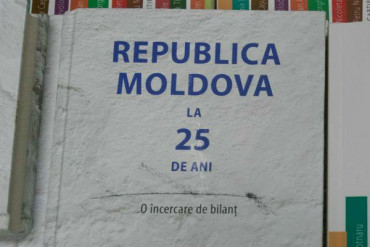 REPUBLICA
MOLDOVA
LA
25
DE ANI
O încercare de bilanț